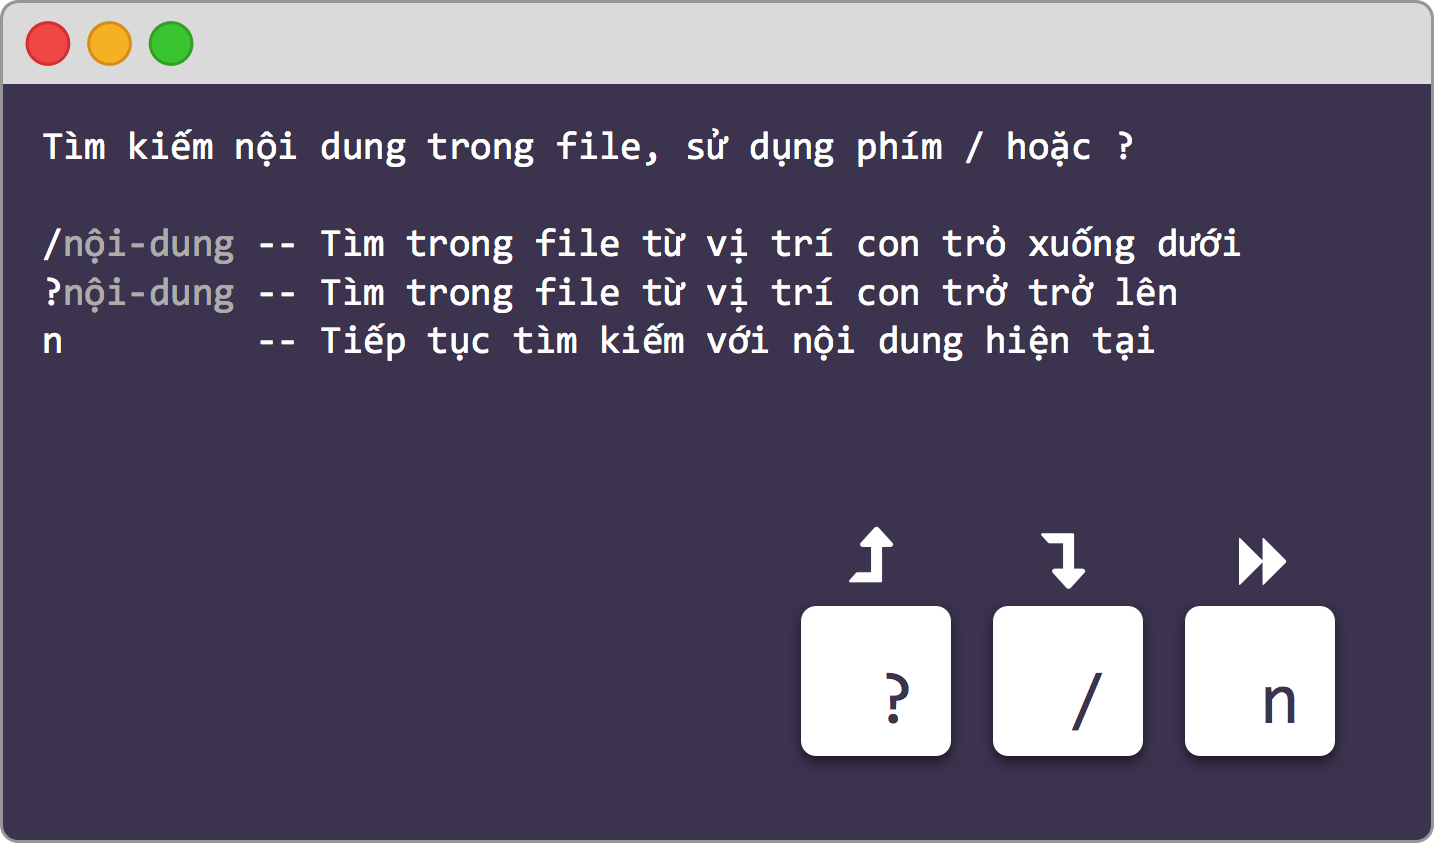 Tìm kiếm nội dung trong file, sử dụng phím / hoặc ?
/nội-dung -- Tìm trong file từ vị trí con trỏ xuống dưới
?nội-dung -- Tìm trong file từ vị trí con trở trở lên
n -- Tiếp tục tìm kiếm với nội dung hiện tại
? / n